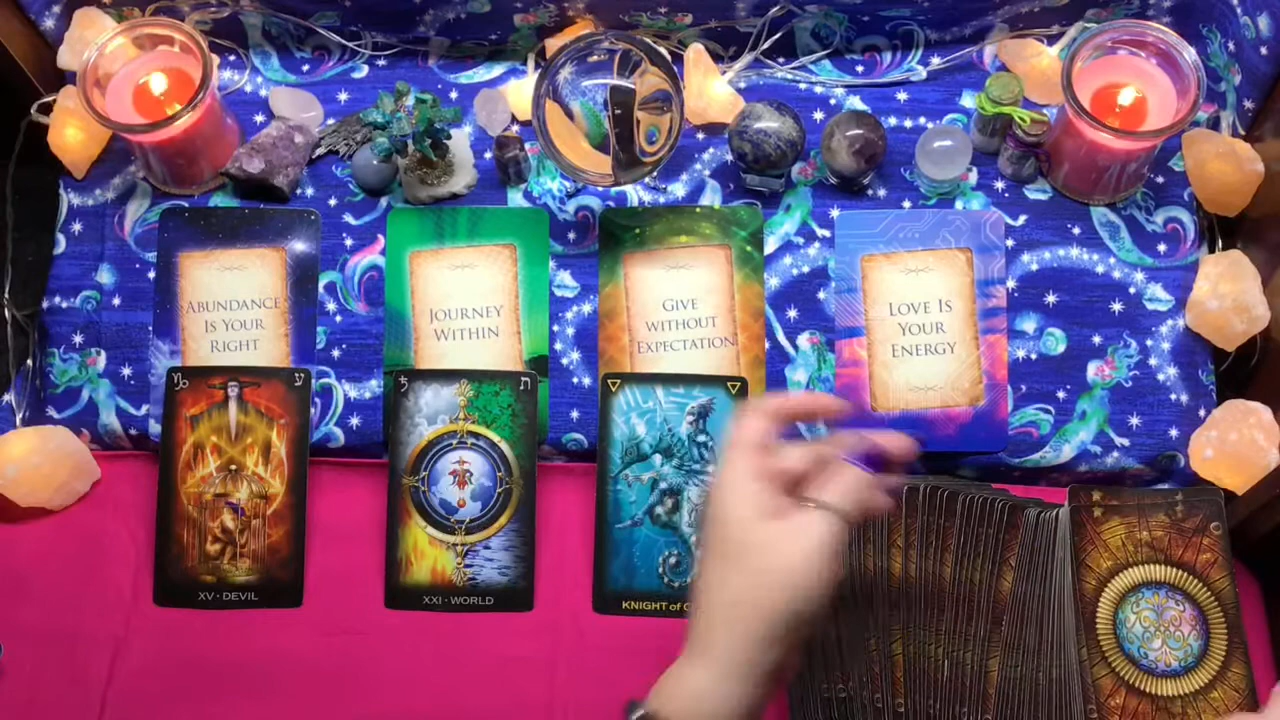 ABUNDANCE
IS YOUR
RIGHT
JOURNEY
WITHIN
GIVE
WITHOUT
EXPECTATION
LOVE IS
YOUR
ENERGY
ע
ת
XV · DEVIL
XXI · WORLD
KNIGHT of